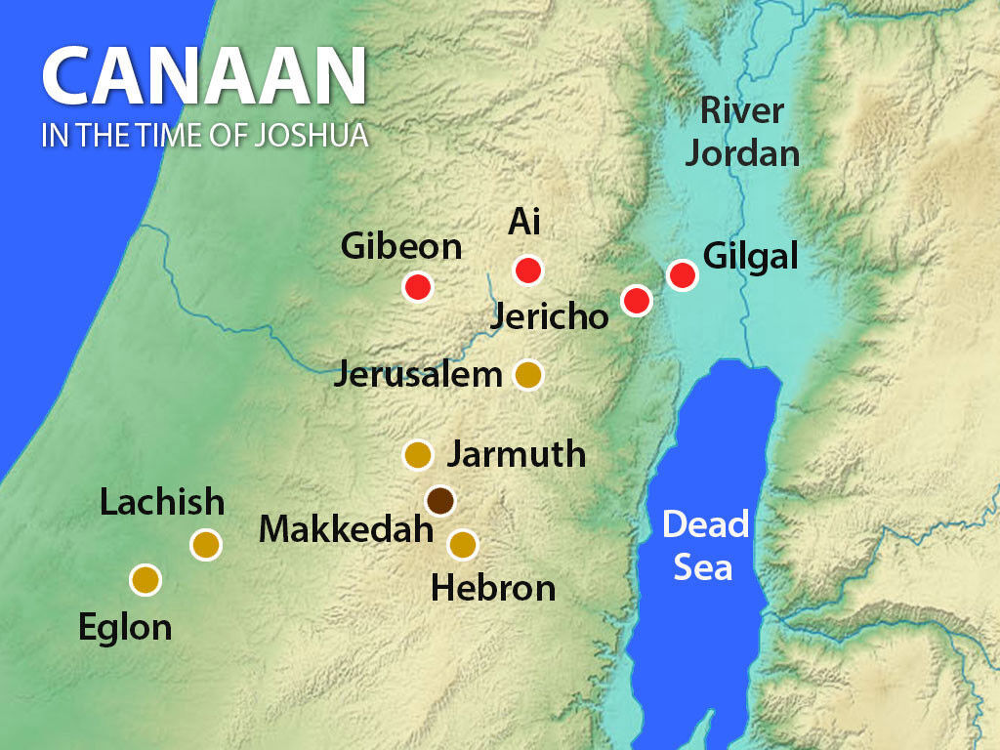 CANAAN
IN THE TIME OF JOSHUA
River
Jordan
Ai
Gibeon
Gilgal
Jericho
Jerusalem
Jarmuth
Lachish
Makkedah
Dead
Sea
Hebron
Eglon